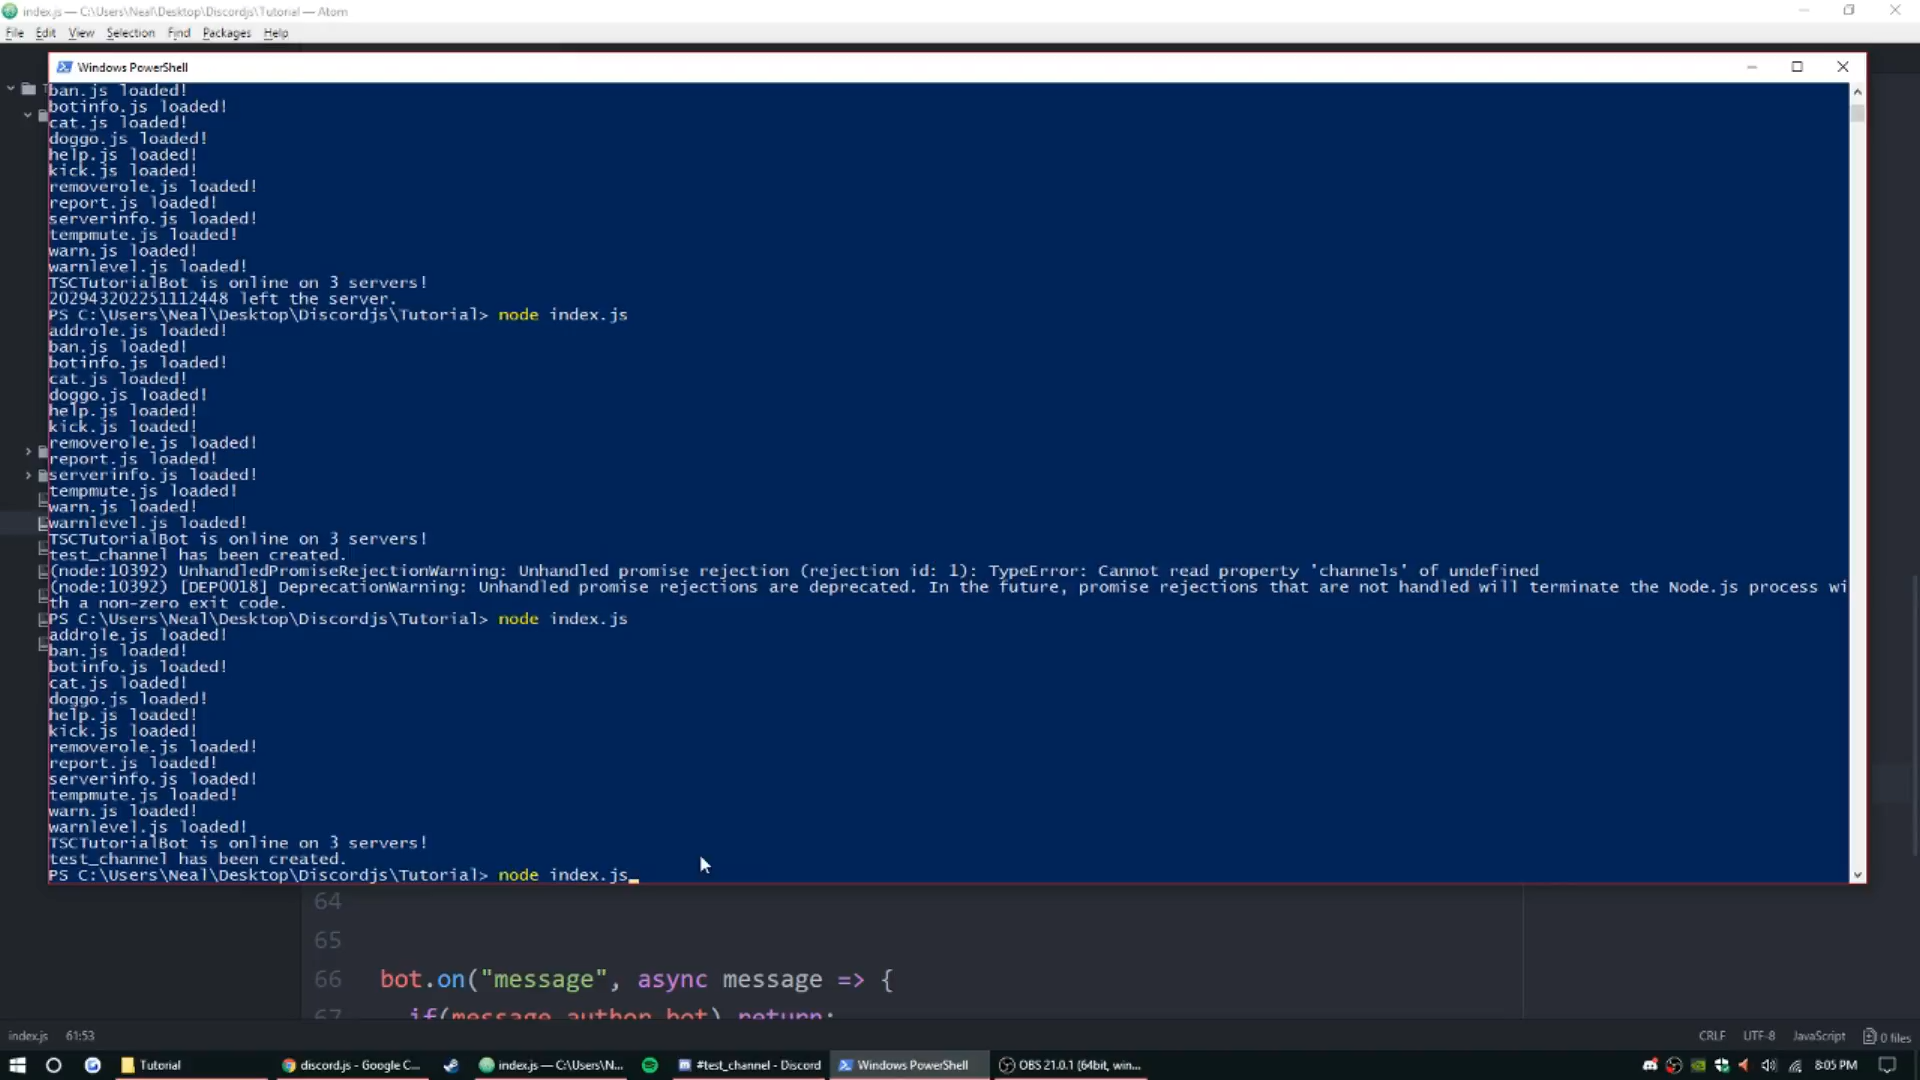 index.js — C:\Users\Neal\Desktop\Discordjs\Tutorial — Atom
File Edit View Selection Find Packages Help
Windows PowerShell
ban.js loaded!
botinfo.js loaded!
cat.js loaded!
doggo.js loaded!
help.js loaded!
kick.js loaded!
removerole.js loaded!
report.js loaded!
serverinfo.js loaded!
tempmute.js loaded!
warn.js loaded!
warnlevel.js loaded!
TSCTutorialBot is online on 3 servers!
202943202251112448 left the server.
PS C:\Users\Neal\Desktop\Discordjs\Tutorial> node index.js
addrole.js loaded!
ban.js loaded!
botinfo.js loaded!
cat.js loaded!
doggo.js loaded!
help.js loaded!
kick.js loaded!
removerole.js loaded!
report.js loaded!
serverinfo.js loaded!
tempmute.js loaded!
warn.js loaded!
warnlevel.js loaded!
TSCTutorialBot is online on 3 servers!
test_channel has been created.
(node:10392) UnhandledPromiseRejectionWarning: Unhandled promise rejection (rejection id: 1): TypeError: Cannot read property 'channels' of undefined
(node:10392) [DEP0018] DeprecationWarning: Unhandled promise rejections are deprecated. In the future, promise rejections that are not handled will terminate the Node.js process wi
th a non-zero exit code.
PS C:\Users\Neal\Desktop\Discordjs\Tutorial> node index.js
addrole.js loaded!
ban.js loaded!
botinfo.js loaded!
cat.js loaded!
doggo.js loaded!
help.js loaded!
kick.js loaded!
removerole.js loaded!
report.js loaded!
serverinfo.js loaded!
tempmute.js loaded!
warn.js loaded!
warnlevel.js loaded!
TSCTutorialBot is online on 3 servers!
test_channel has been created.
PS C:\Users\Neal\Desktop\Discordjs\Tutorial> node index.js_
64
65
66 bot.on("message", async message => {
67 if(message.author.bot) return;
index.js 61:53 CRLF UTF-8 JavaScript 0 files
Tutorial discord.js - Google C... index.js — C:\Users\N... #test_channel - Discord Windows PowerShell OBS 21.0.1 (64bit, win... 8:05 PM